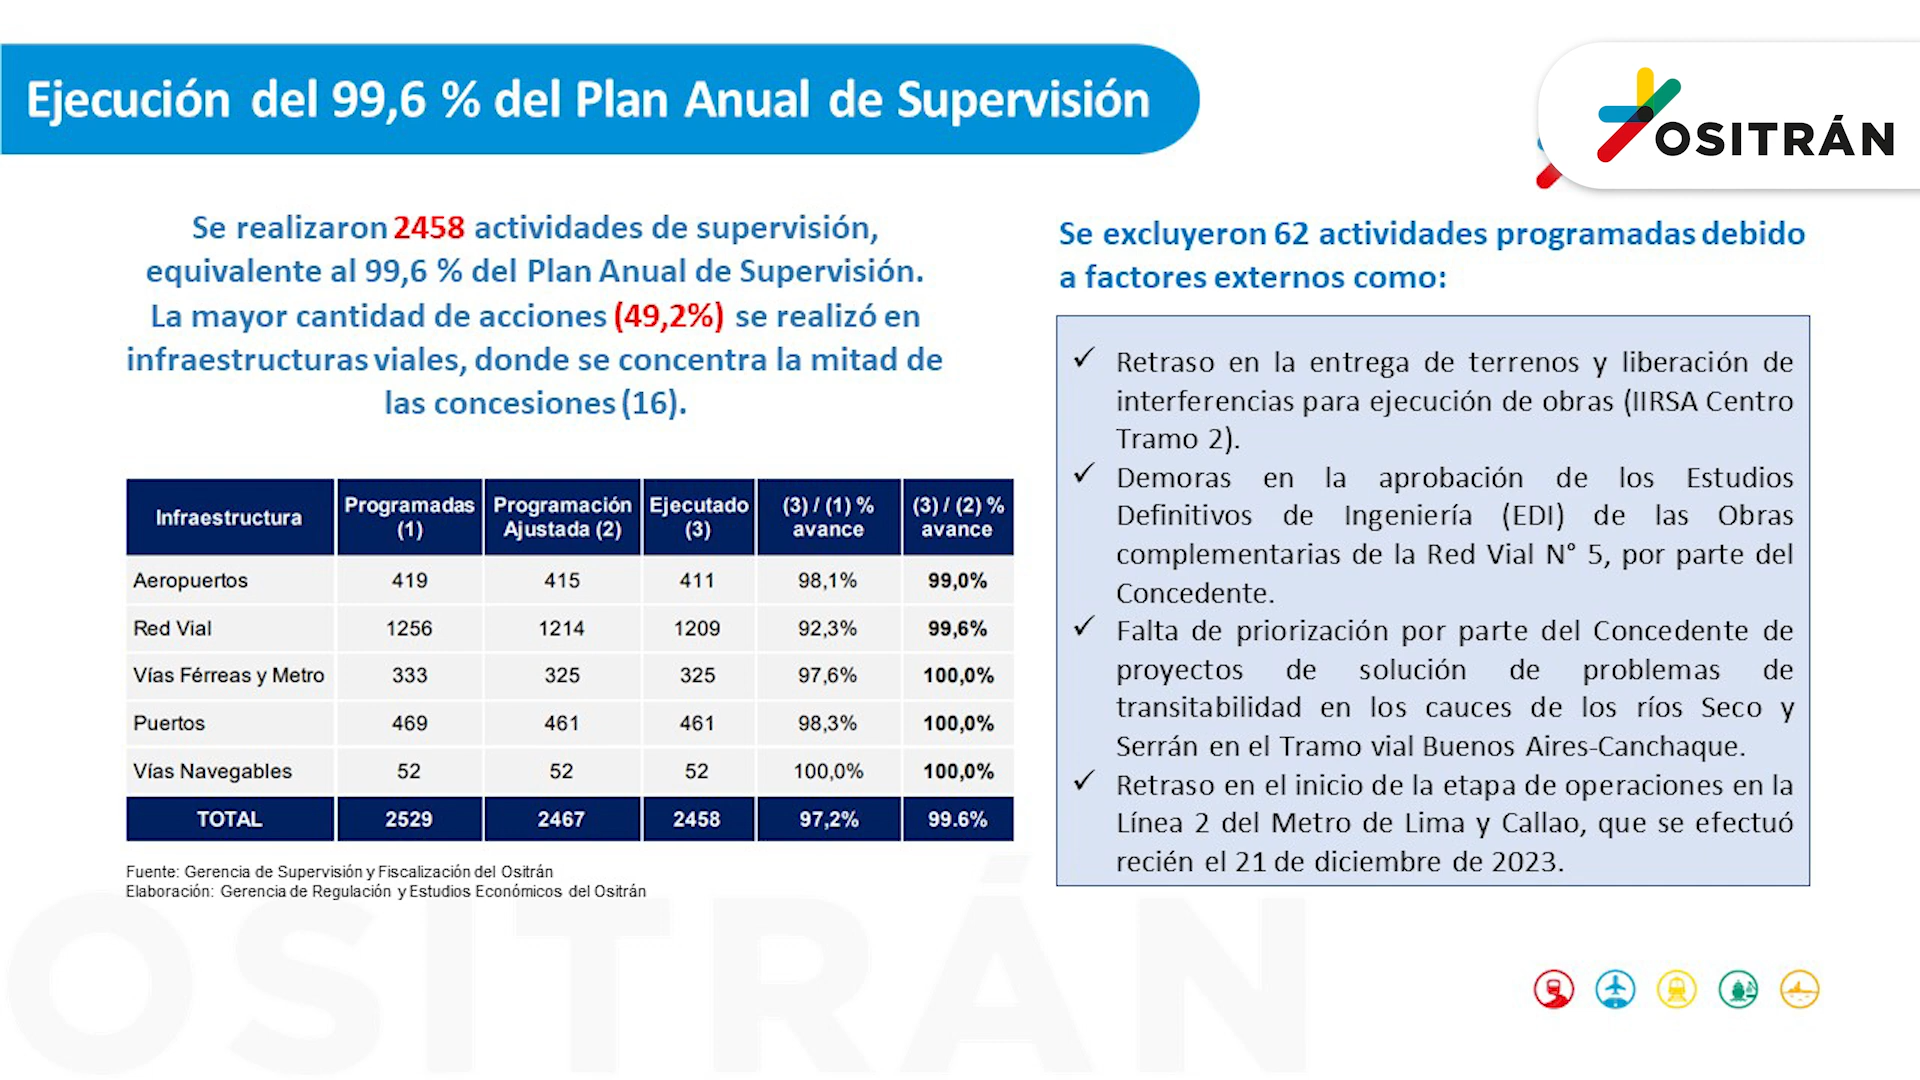 Ejecución del 99,6 % del Plan Anual de Supervisión
OSITRÁN
Se realizaron 2458 actividades de supervisión,
equivalente al 99,6 % del Plan Anual de Supervisión.
La mayor cantidad de acciones (49,2%) se realizó en
infraestructuras viales, donde se concentra la mitad de
las concesiones (16).
Infraestructura Programadas (1) Programación Ajustada (2) Ejecutado (3) (3) / (1) % avance (3) / (2) % avance
Aeropuertos 419 415 411 98,1% 99,0%
Red Vial 1256 1214 1209 92,3% 99,6%
Vías Férreas y Metro 333 325 325 97,6% 100,0%
Puertos 469 461 461 98,3% 100,0%
Vías Navegables 52 52 52 100,0% 100,0%
TOTAL 2529 2467 2458 97,2% 99.6%
Fuente: Gerencia de Supervisión y Fiscalización del Ositrán
Elaboración: Gerencia de Regulación y Estudios Económicos del Ositrán
Se excluyeron 62 actividades programadas debido
a factores externos como:
✓ Retraso en la entrega de terrenos y liberación de
interferencias para ejecución de obras (IIRSA Centro
Tramo 2).
✓ Demoras en la aprobación de los Estudios
Definitivos de Ingeniería (EDI) de las Obras
complementarias de la Red Vial N° 5, por parte del
Concedente.
✓ Falta de priorización por parte del Concedente de
proyectos de solución de problemas de
transitabilidad en los cauces de los ríos Seco y
Serrán en el Tramo vial Buenos Aires-Canchaque.
✓ Retraso en el inicio de la etapa de operaciones en la
Línea 2 del Metro de Lima y Callao, que se efectuó
recién el 21 de diciembre de 2023.
OSITRÁN